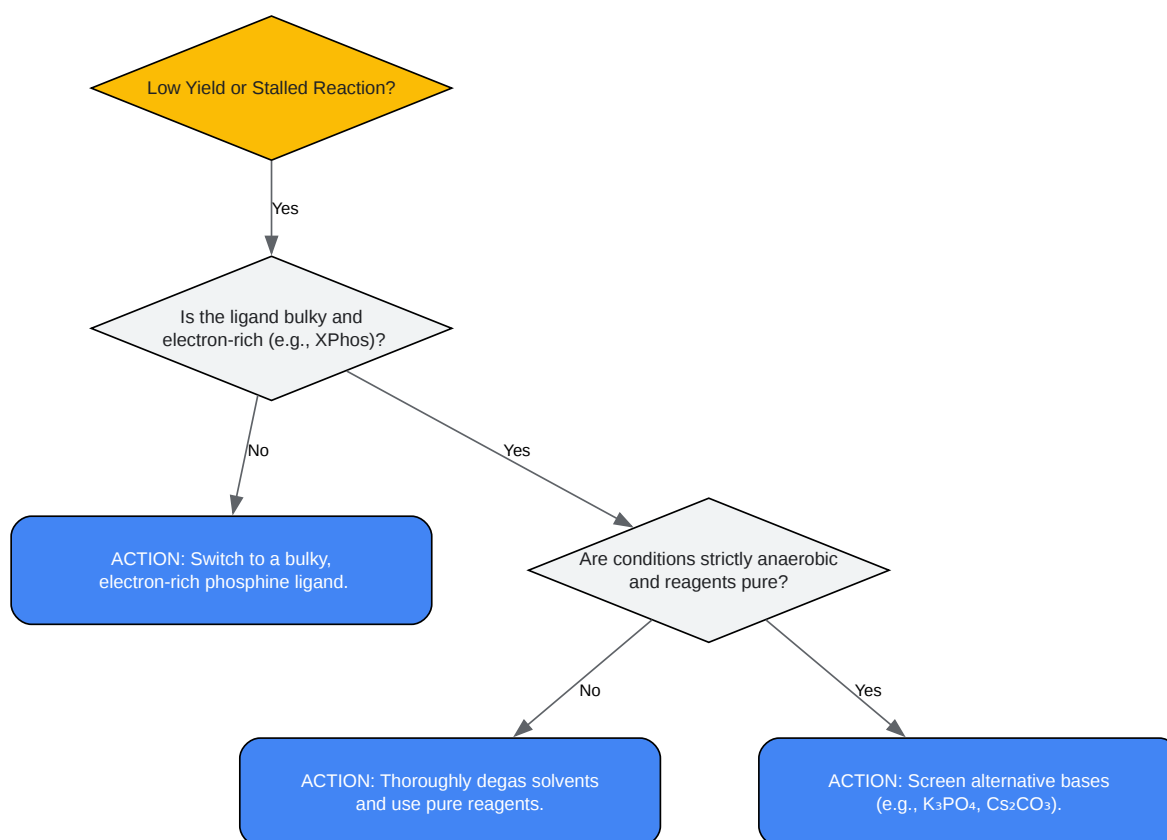 Low Yield or Stalled Reaction?
Yes
Is the ligand bulky and
electron-rich (e.g., XPhos)?
No
Yes
ACTION: Switch to a bulky,
electron-rich phosphine ligand.
Are conditions strictly anaerobic
and reagents pure?
No
Yes
ACTION: Thoroughly degas solvents
and use pure reagents.
ACTION: Screen alternative bases
(e.g., K₃PO₄, Cs₂CO₃).